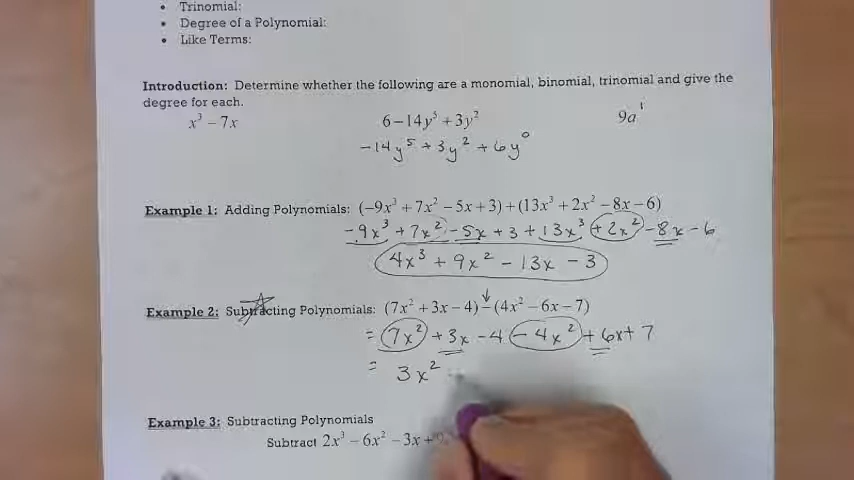 • Trinomial:
• Degree of a Polynomial:
• Like Terms:
Introduction: Determine whether the following are a monomial, binomial, trinomial and give the
degree for each.
x³ − 7x 6 − 14y⁵ + 3y² 9a¹
−14y⁵ + 3y² + 6y⁰
Example 1: Adding Polynomials: (−9x³ + 7x² − 5x + 3) + (13x³ + 2x² − 8x − 6)
−9x³ + 7x² − 5x + 3 + 13x³ + 2x² − 8x − 6
4x³ + 9x² − 13x − 3
Example 2: Subtracting Polynomials: (7x² + 3x − 4) − (4x² − 6x − 7)
= 7x² + 3x − 4 − 4x² + 6x + 7
= 3x²
Example 3: Subtracting Polynomials
Subtract 2x³ − 6x² − 3x +